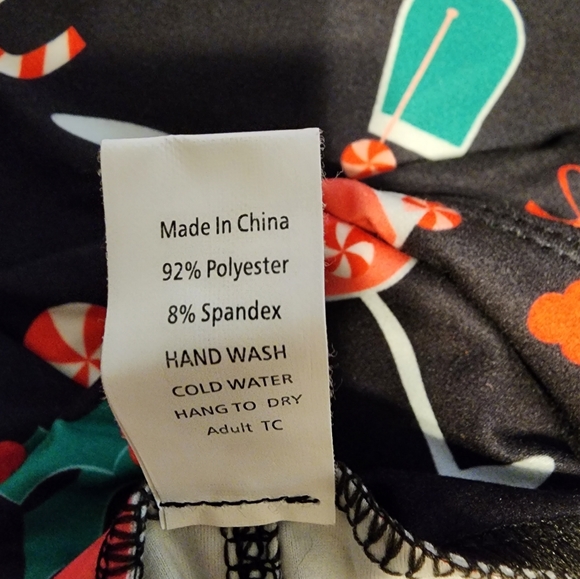 Made In China
92% Polyester
8% Spandex
HAND WASH
COLD WATER
HANG TO DRY
Adult TC